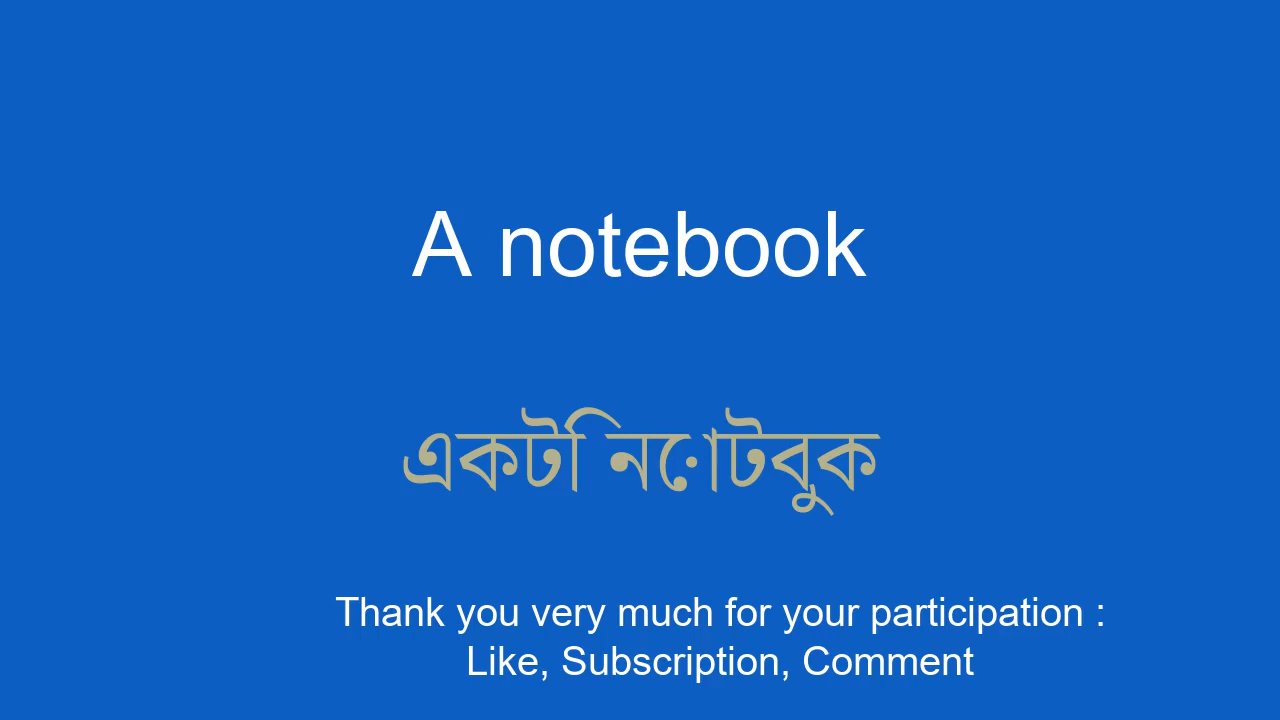 A notebook
একটি নোটবুক
Thank you very much for your participation :
Like, Subscription, Comment